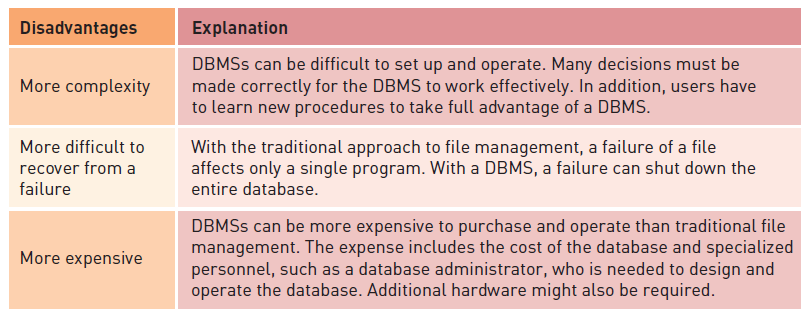 Disadvantages
Explanation
More complexity
DBMSs can be difficult to set up and operate. Many decisions must be
made correctly for the DBMS to work effectively. In addition, users have
to learn new procedures to take full advantage of a DBMS.
More difficult to
recover from a
failure
With the traditional approach to file management, a failure of a file
affects only a single program. With a DBMS, a failure can shut down the
entire database.
More expensive
DBMSs can be more expensive to purchase and operate than traditional file
management. The expense includes the cost of the database and specialized
personnel, such as a database administrator, who is needed to design and
operate the database. Additional hardware might also be required.